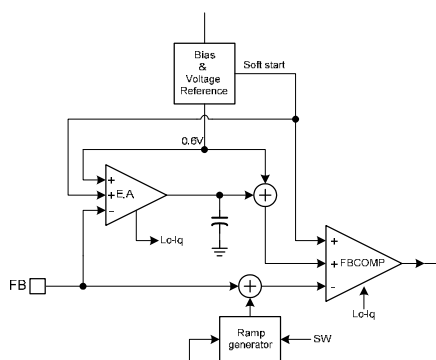 Bias
&
Voltage
Reference
Soft start
0.6V
+
+ E.A
-
+
Lo-Iq
+
+ FBCOMP
-
FB
+
Lo-Iq
Ramp
generator
SW